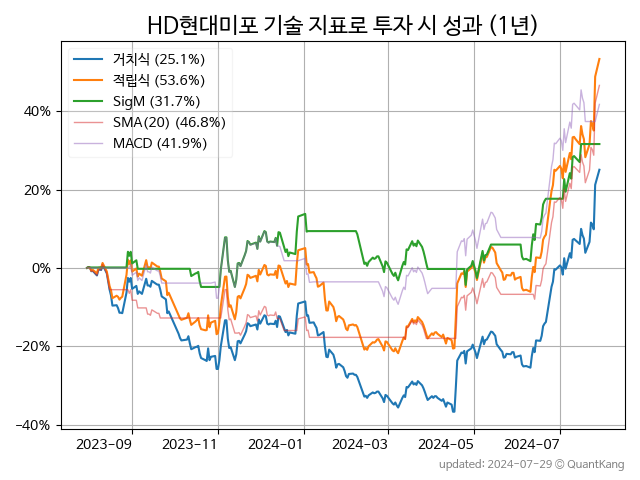 HD현대미포 기술 지표로 투자 시 성과 (1년)
거치식 (25.1%)
적립식 (53.6%)
SigM (31.7%)
SMA(20) (46.8%)
MACD (41.9%)
40%
20%
0%
−20%
−40%
2023-09 2023-11 2024-01 2024-03 2024-05 2024-07
updated: 2024-07-29 © QuantKang